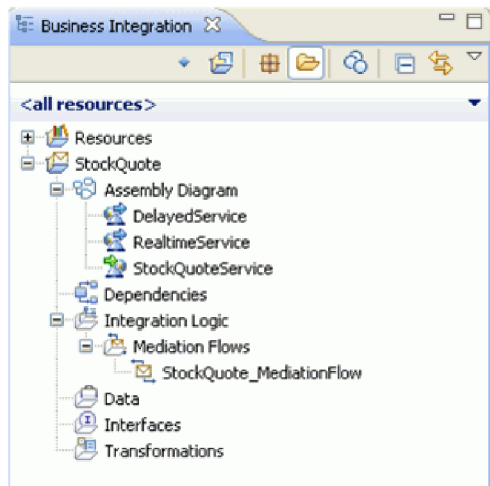 Business Integration
<all resources>
Resources
StockQuote
Assembly Diagram
DelayedService
RealtimeService
StockQuoteService
Dependencies
Integration Logic
Mediation Flows
StockQuote_MediationFlow
Data
Interfaces
Transformations